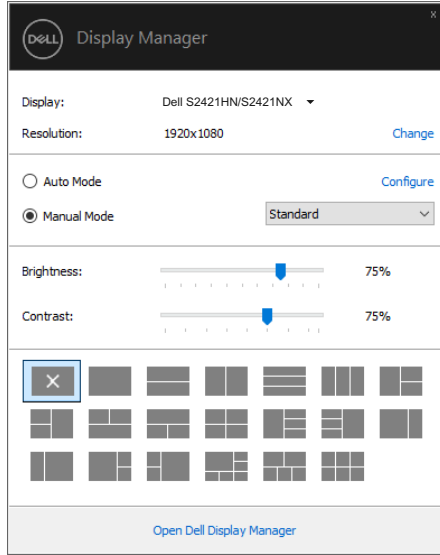 x
DELL Display Manager
Display: Dell S2421HN/S2421NX
Resolution: 1920x1080 Change
Auto Mode Configure
Manual Mode Standard
Brightness: 75%
Contrast: 75%
Open Dell Display Manager